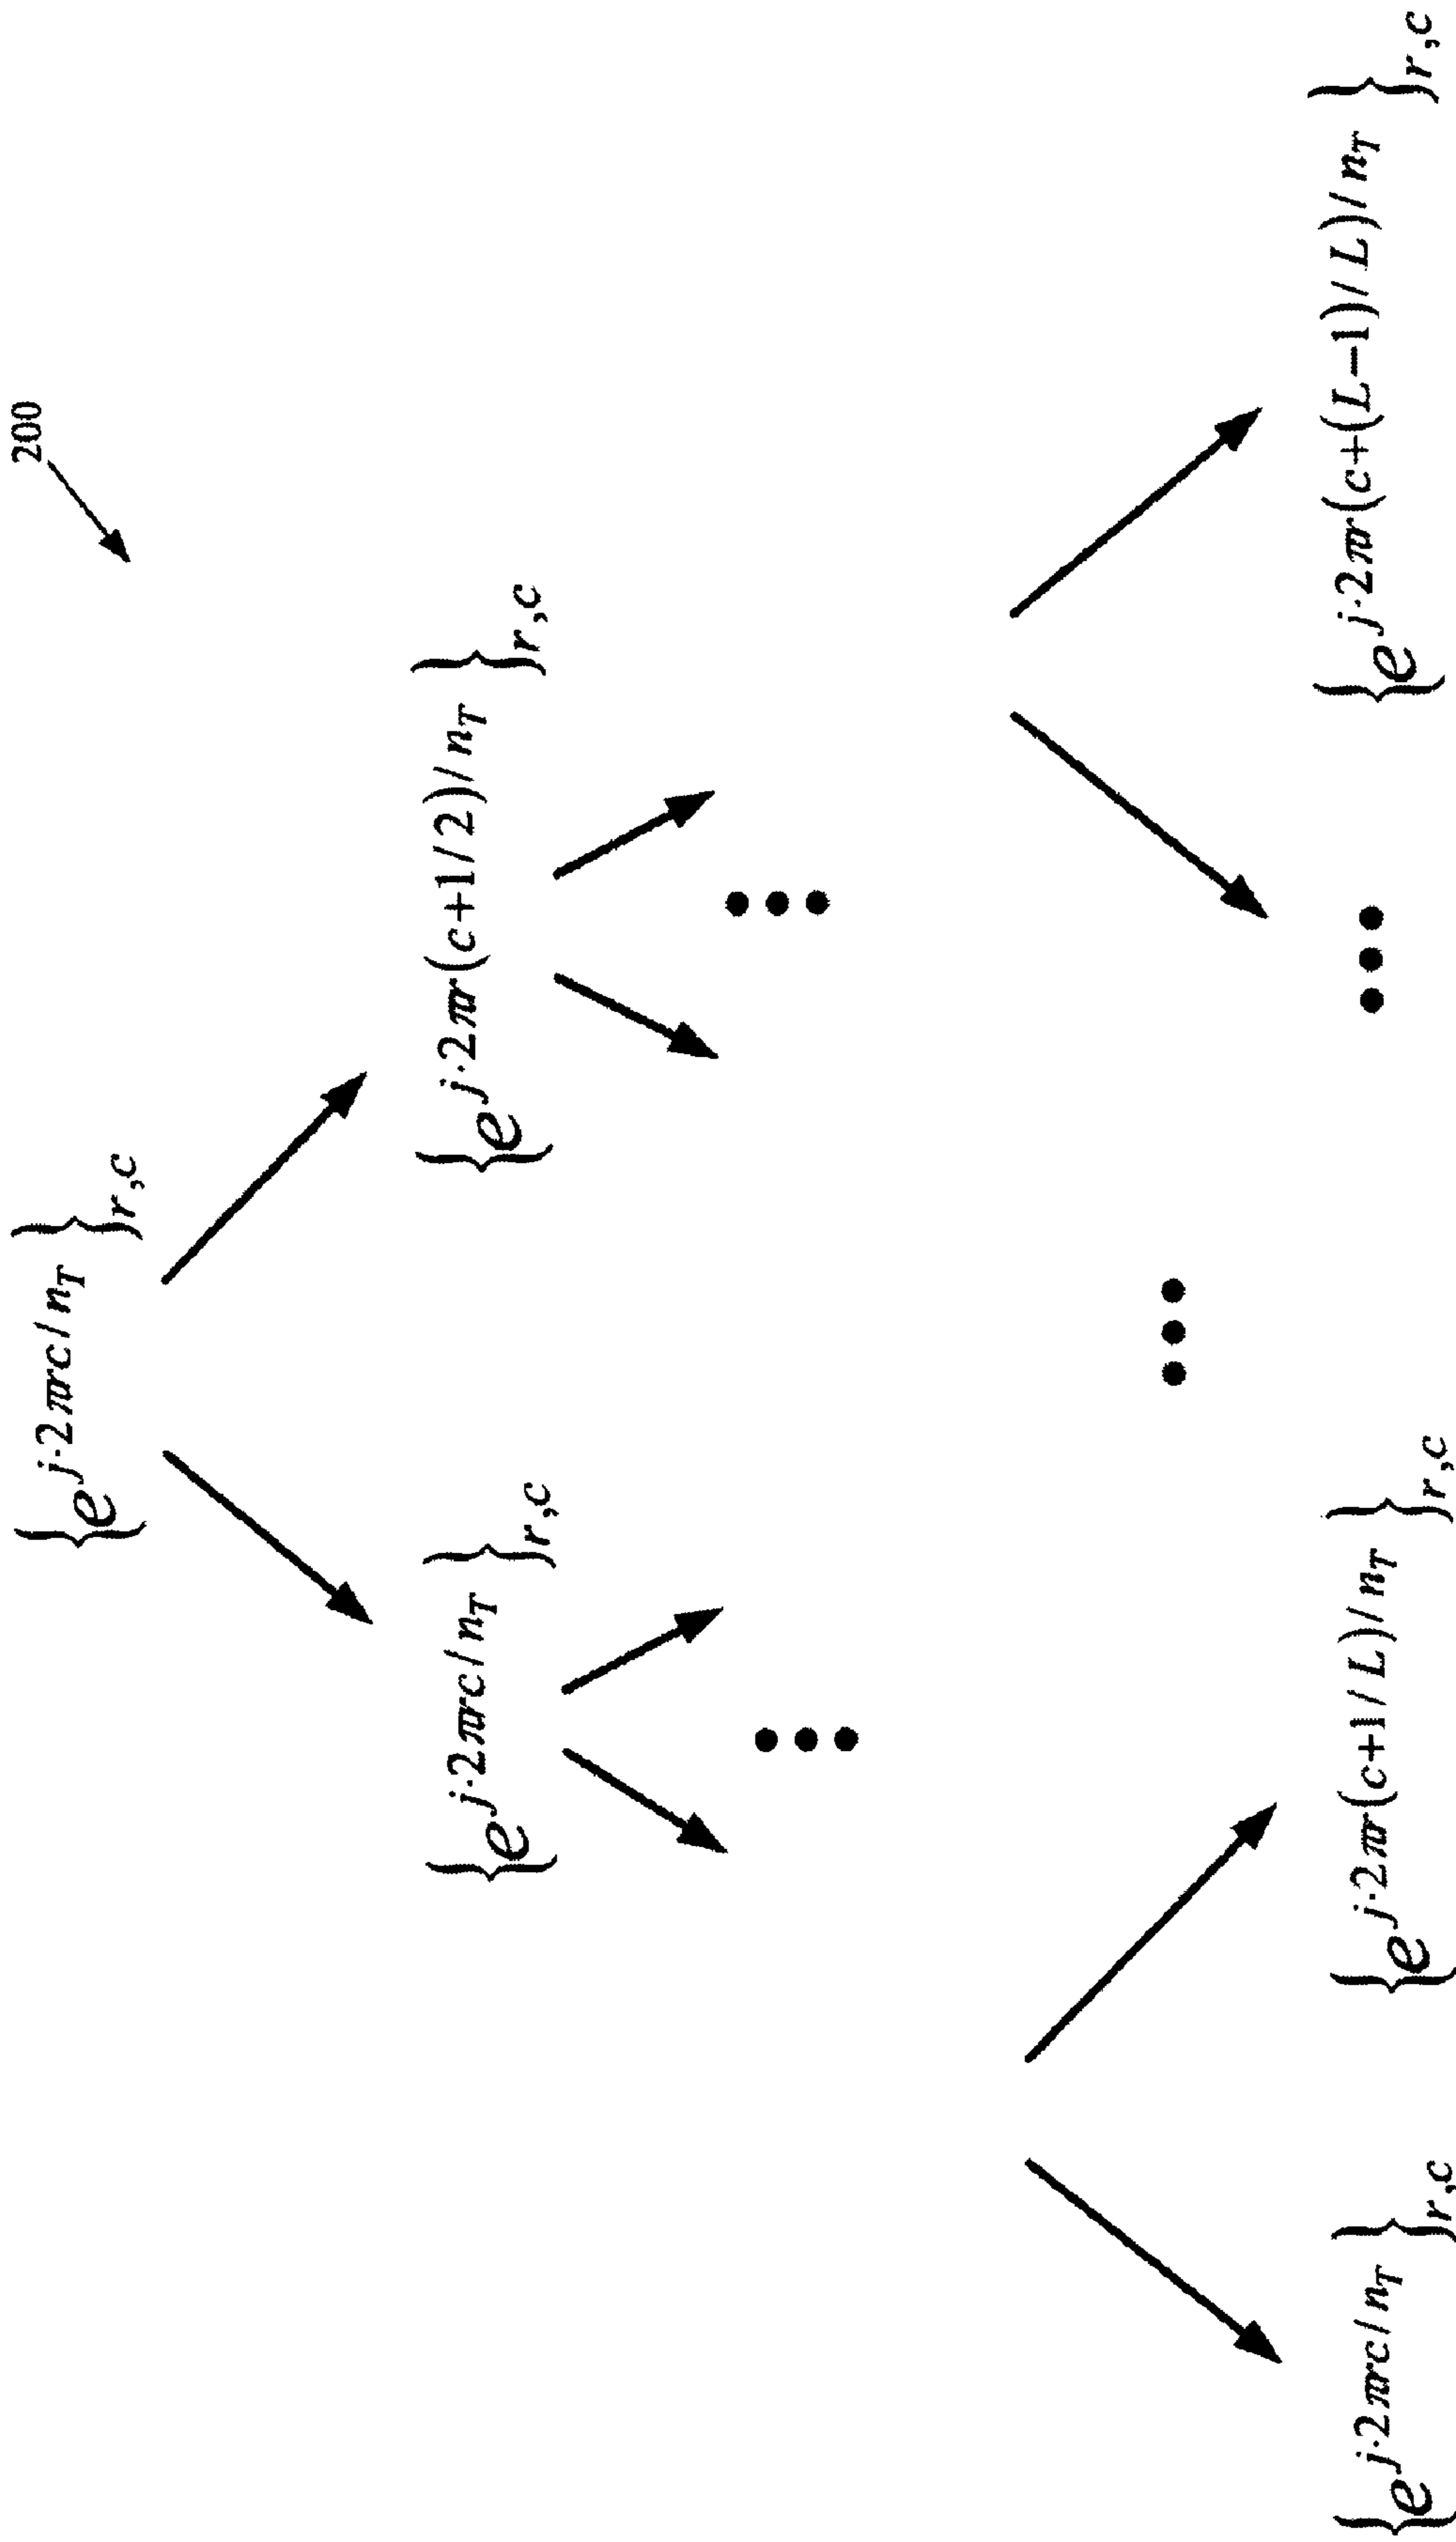 200
{e^{j·2πrc/n_T}}_{r,c}
{e^{j·2πrc/n_T}}_{r,c} {e^{j·2πr(c+1/2)/n_T}}_{r,c}
{e^{j·2πrc/n_T}}_{r,c} {e^{j·2πr(c+1/L)/n_T}}_{r,c} {e^{j·2πr(c+(L−1)/L)/n_T}}_{r,c}